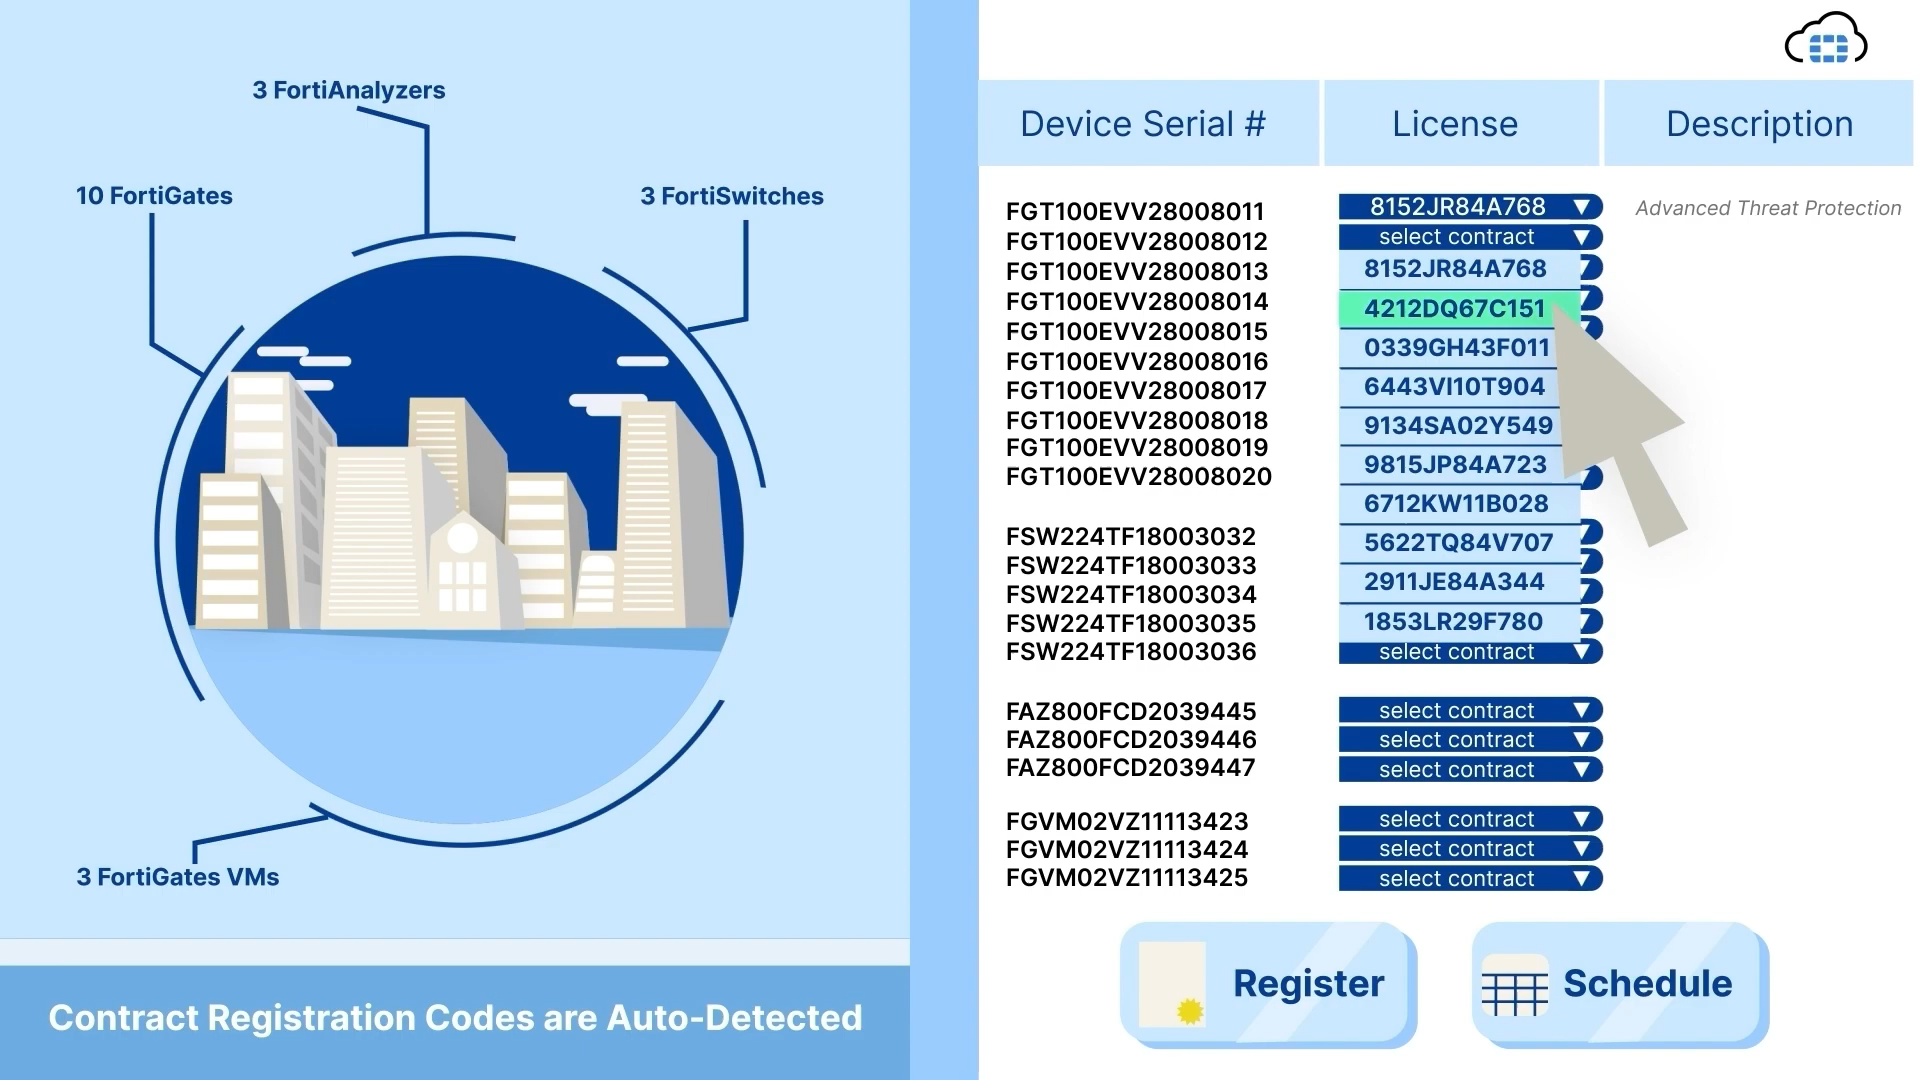 3 FortiAnalyzers
10 FortiGates
3 FortiSwitches
3 FortiGates VMs
Contract Registration Codes are Auto-Detected
Device Serial # License Description
FGT100EVV28008011 8152JR84A768 Advanced Threat Protection
FGT100EVV28008012 select contract
FGT100EVV28008013 8152JR84A768
FGT100EVV28008014 4212DQ67C151
FGT100EVV28008015 0339GH43F011
FGT100EVV28008016
FGT100EVV28008017 6443VI10T904
FGT100EVV28008018 9134SA02Y549
FGT100EVV28008019
FGT100EVV28008020 9815JP84A723
6712KW11B028
FSW224TF18003032 5622TQ84V707
FSW224TF18003033
FSW224TF18003034 2911JE84A344
FSW224TF18003035 1853LR29F780
FSW224TF18003036 select contract
FAZ800FCD2039445 select contract
FAZ800FCD2039446 select contract
FAZ800FCD2039447 select contract
FGVM02VZ11113423 select contract
FGVM02VZ11113424 select contract
FGVM02VZ11113425 select contract
Register Schedule